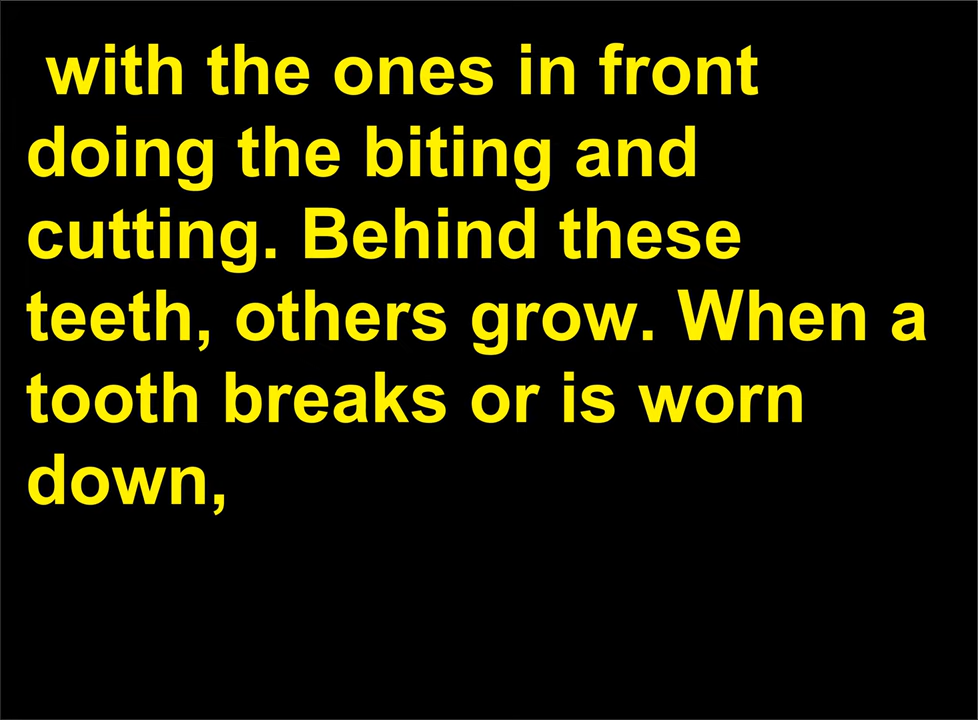 with the ones in front
doing the biting and
cutting. Behind these
teeth, others grow. When a
tooth breaks or is worn
down,